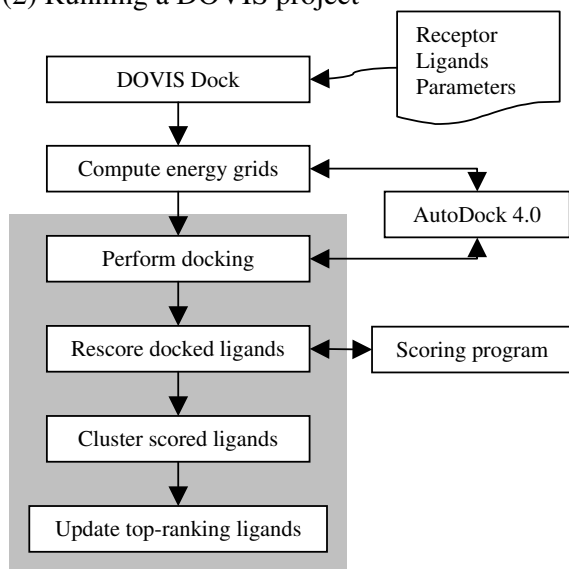 (2) Running a DOVIS project
Receptor
Ligands
Parameters
DOVIS Dock
Compute energy grids
AutoDock 4.0
Perform docking
Rescore docked ligands
Scoring program
Cluster scored ligands
Update top-ranking ligands